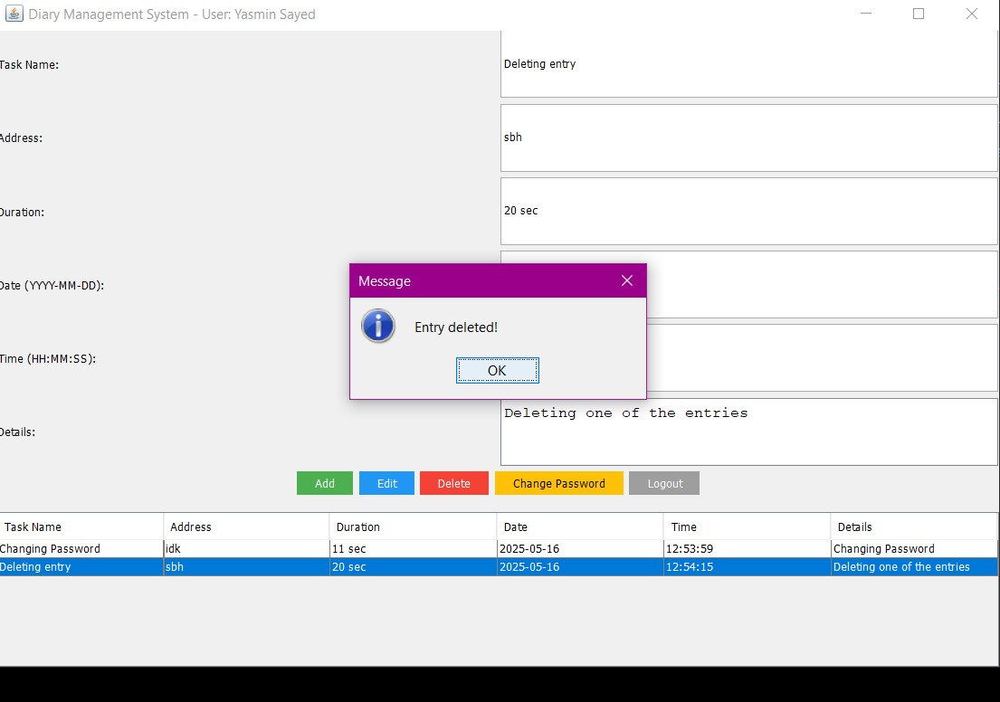 Diary Management System - User: Yasmin Sayed
Task Name:
Deleting entry
Address:
sbh
Duration:
20 sec
Date (YYYY-MM-DD):
Message
Entry deleted!
OK
Time (HH:MM:SS):
Details:
Deleting one of the entries
Add Edit Delete Change Password Logout
Task Name Address Duration Date Time Details
Changing Password idk 11 sec 2025-05-16 12:53:59 Changing Password
Deleting entry sbh 20 sec 2025-05-16 12:54:15 Deleting one of the entries